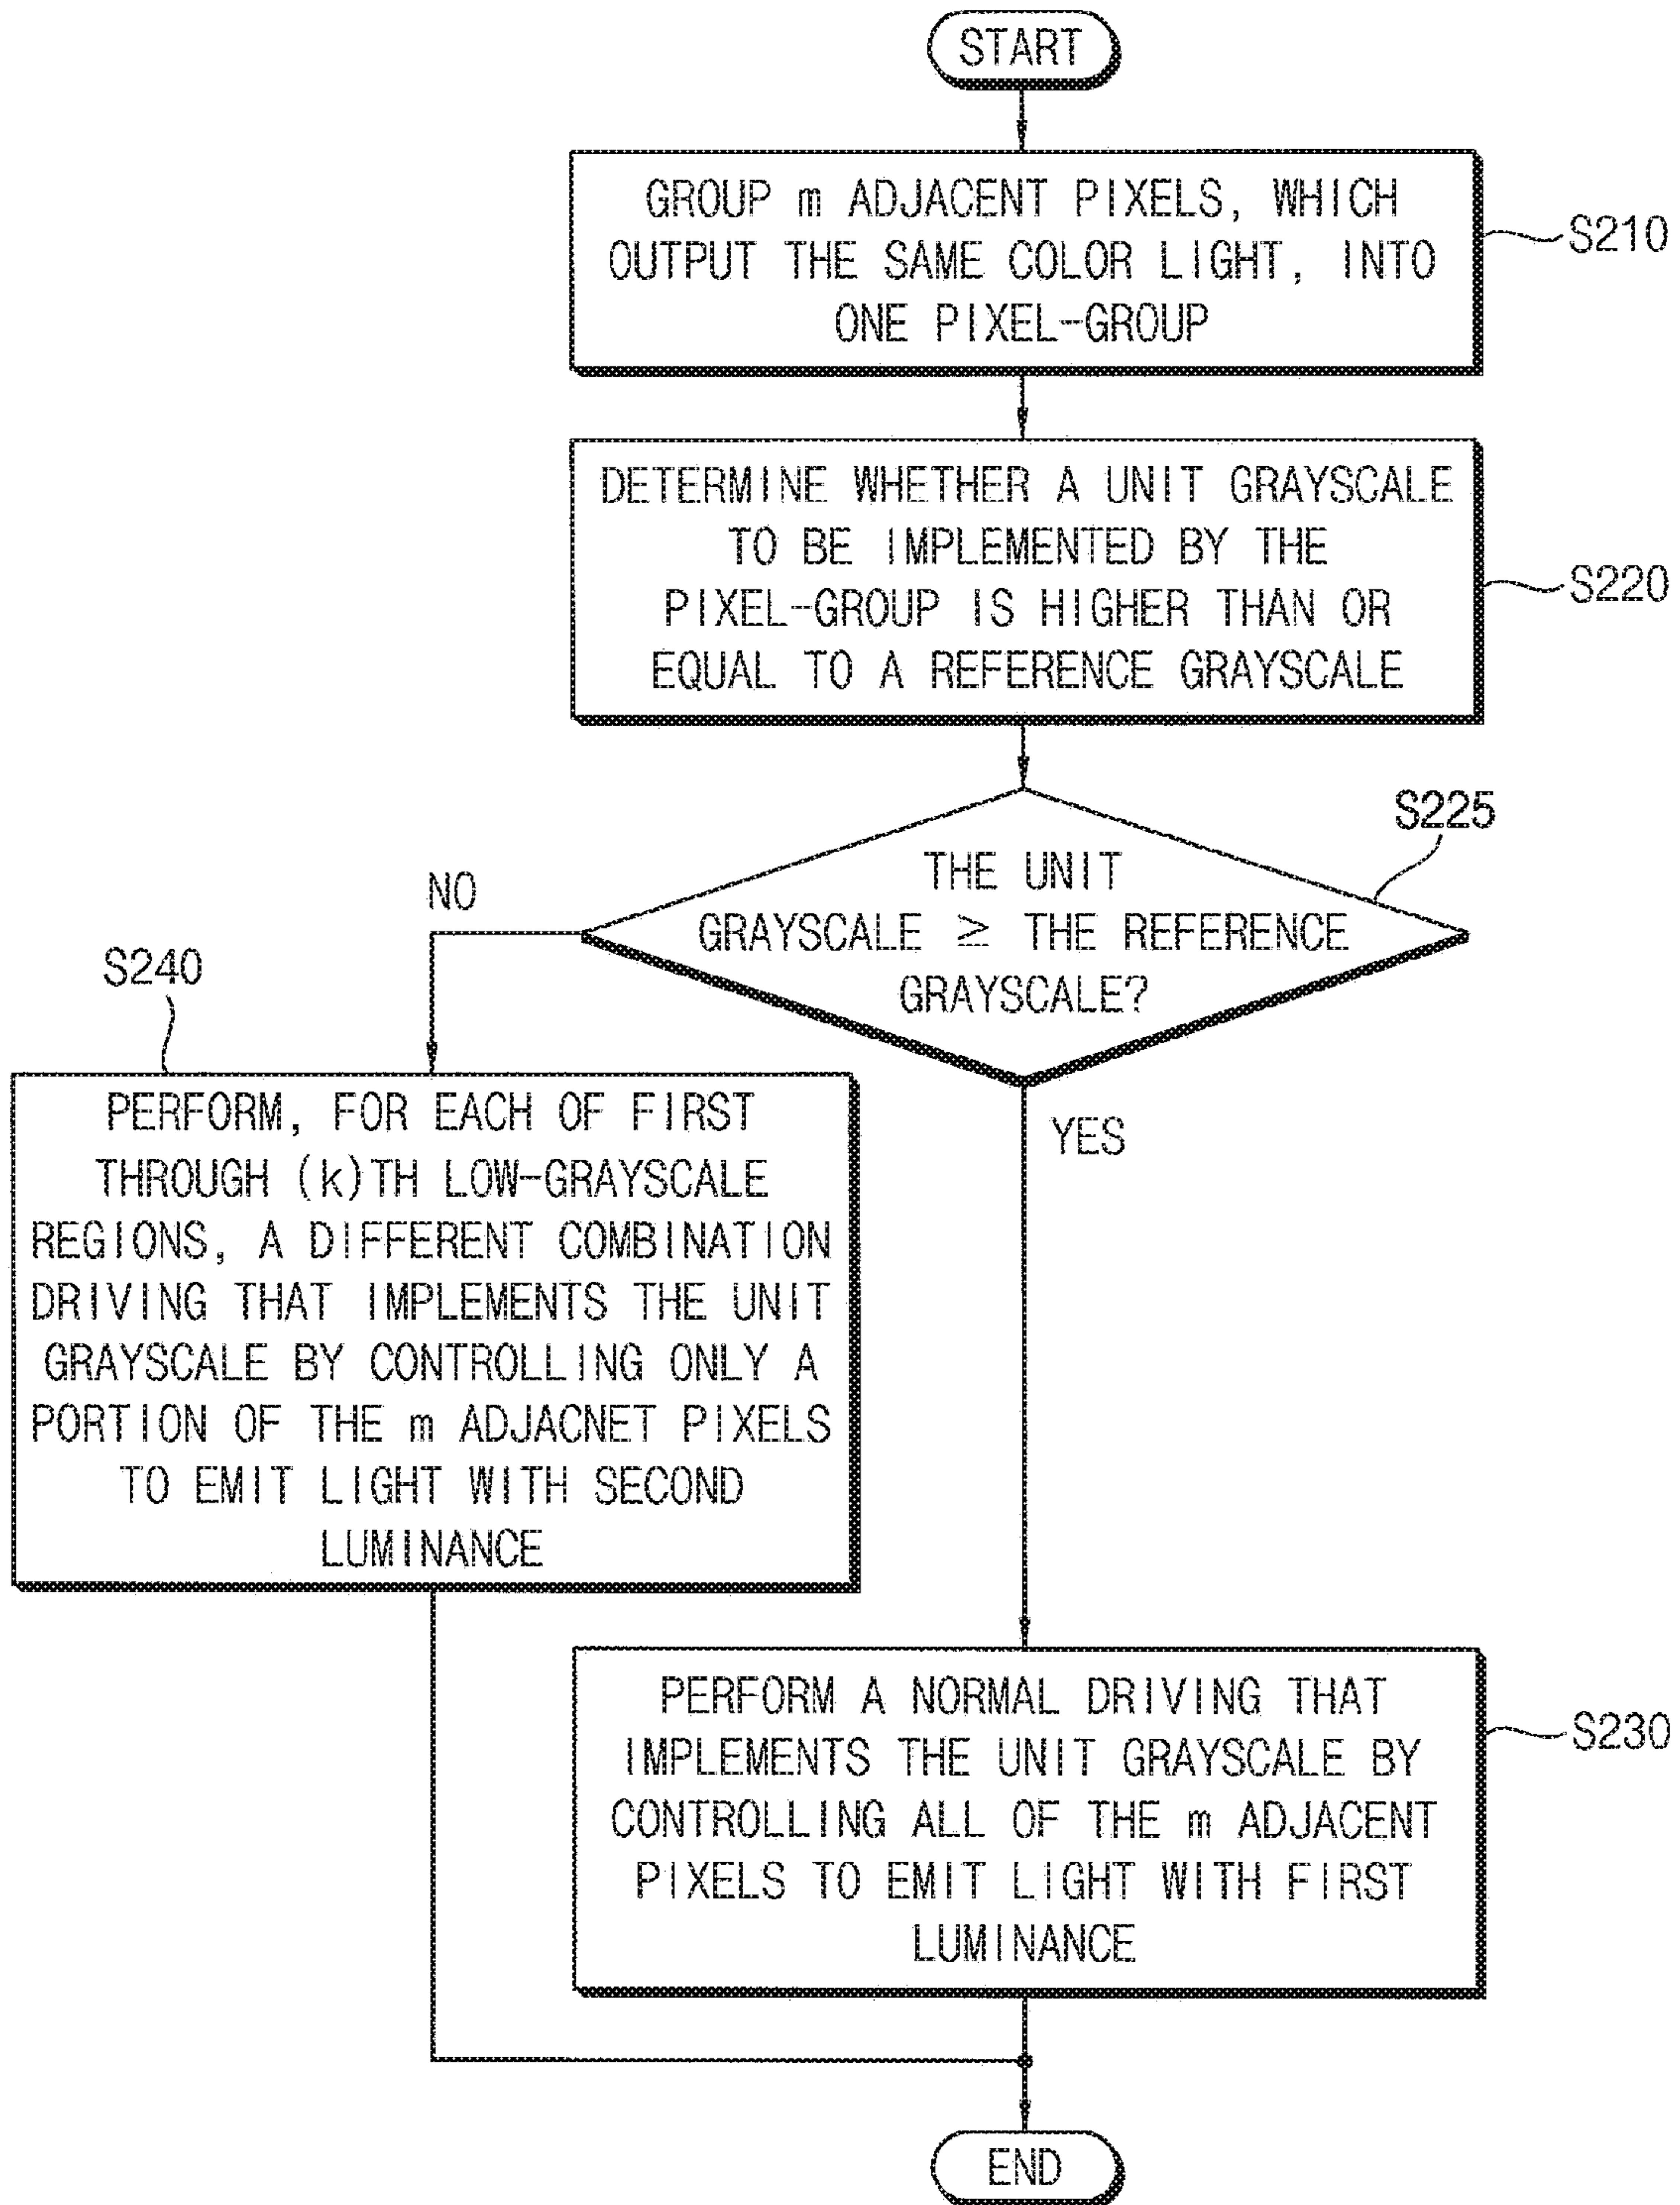 START
GROUP m ADJACENT PIXELS, WHICH
OUTPUT THE SAME COLOR LIGHT, INTO
ONE PIXEL-GROUP
S210
DETERMINE WHETHER A UNIT GRAYSCALE
TO BE IMPLEMENTED BY THE
PIXEL-GROUP IS HIGHER THAN OR
EQUAL TO A REFERENCE GRAYSCALE
S220
S225
THE UNIT
GRAYSCALE ≥ THE REFERENCE
GRAYSCALE?
NO
YES
S240
PERFORM, FOR EACH OF FIRST
THROUGH (k)TH LOW-GRAYSCALE
REGIONS, A DIFFERENT COMBINATION
DRIVING THAT IMPLEMENTS THE UNIT
GRAYSCALE BY CONTROLLING ONLY A
PORTION OF THE m ADJACNET PIXELS
TO EMIT LIGHT WITH SECOND
LUMINANCE
PERFORM A NORMAL DRIVING THAT
IMPLEMENTS THE UNIT GRAYSCALE BY
CONTROLLING ALL OF THE m ADJACENT
PIXELS TO EMIT LIGHT WITH FIRST
LUMINANCE
S230
END